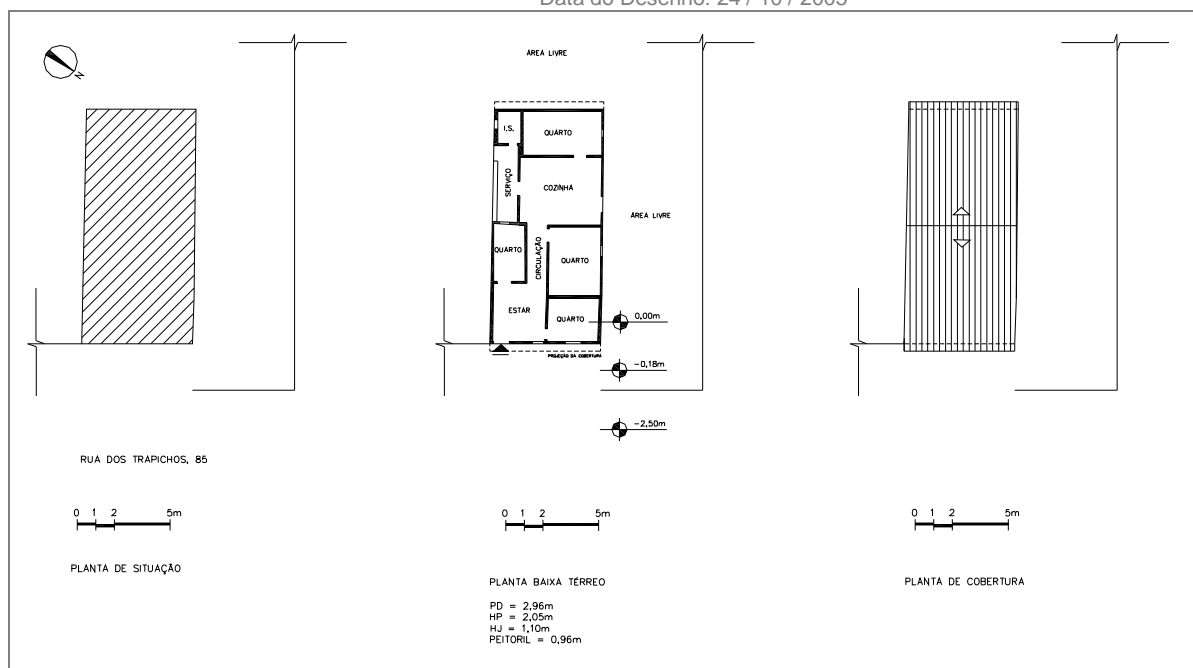 Data do Desenho: 24 / 10 / 2005
N
RUA DOS TRAPICHOS, 85
0 1 2 5m
PLANTA DE SITUAÇÃO
ÁREA LIVRE
I.S.
QUARTO
SERVIÇO
COZINHA
ÁREA LIVRE
QUARTO
CIRCULAÇÃO
QUARTO
ESTAR
QUARTO
0,00m
PROJEÇÃO DA COBERTURA
-0,18m
-2,50m
0 1 2 5m
PLANTA BAIXA TÉRREO
PD = 2,96m
HP = 2,05m
HJ = 1,10m
PEITORIL = 0,96m
0 1 2 5m
PLANTA DE COBERTURA